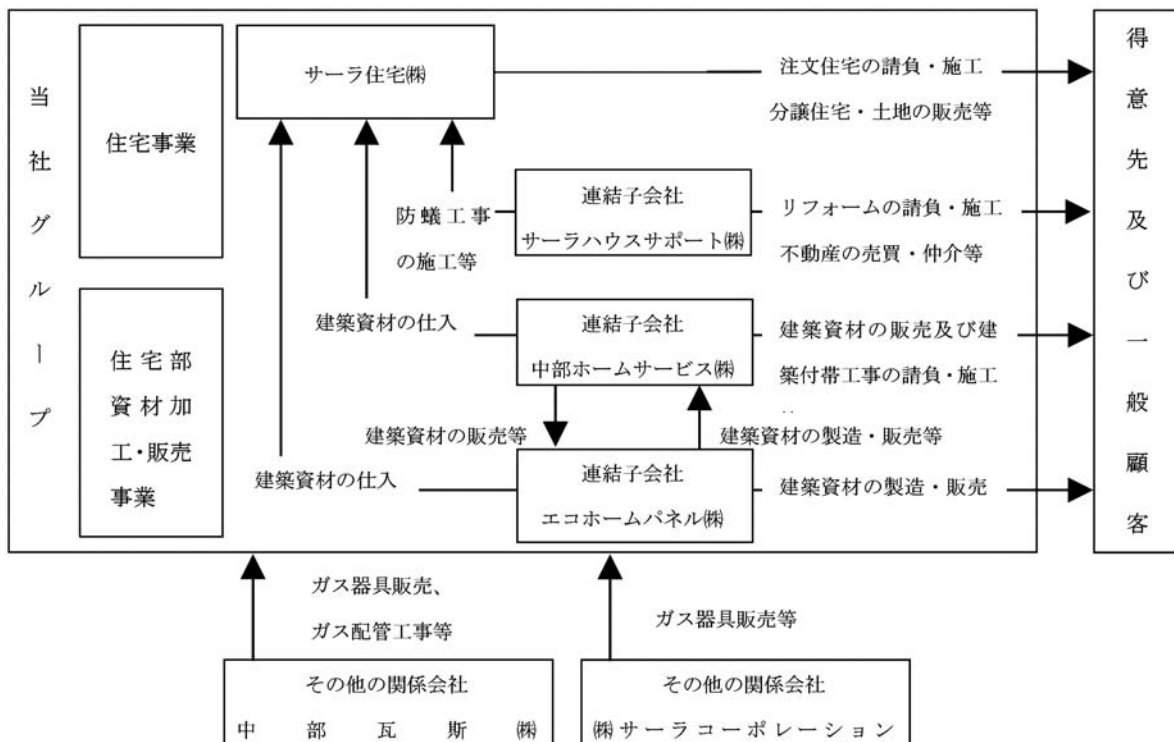 当社グループ
住宅事業
住宅部
資材加
工・販売
事業
サーラ住宅㈱
注文住宅の請負・施工
分譲住宅・土地の販売等
防蟻工事
の施工等
連結子会社
サーラハウスサポート㈱
リフォームの請負・施工
不動産の売買・仲介等
建築資材の仕入
連結子会社
中部ホームサービス㈱
建築資材の販売及び建
築付帯工事の請負・施工
建築資材の販売等
建築資材の製造・販売等
建築資材の仕入
連結子会社
エコホームパネル㈱
建築資材の製造・販売
得意先及び一般顧客
ガス器具販売、
ガス配管工事等
ガス器具販売等
その他の関係会社
中部瓦斯㈱
その他の関係会社
㈱サーラコーポレーション